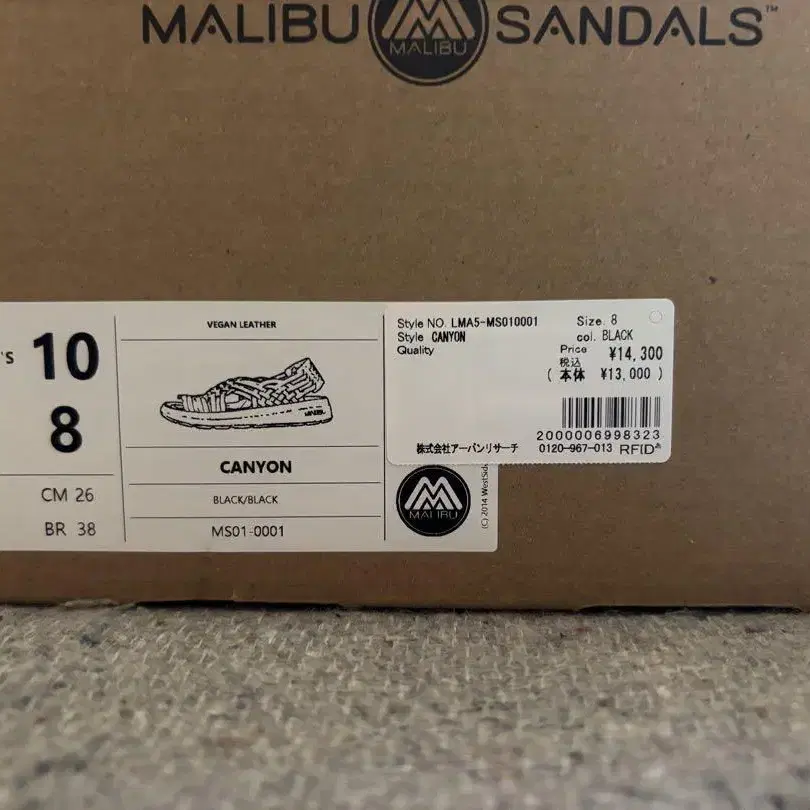 MALIBU MALIBU SANDALS™
'S 10
8
CM 26
BR 38
VEGAN LEATHER
MALIBU
CANYON
BLACK/BLACK
MS01-0001
Style NO. LMA5-MS010001 Size. 8
Style CANYON col. BLACK
Quality Price ¥14,300
税込
( 本体 ¥13,000 )
2000006998323
株式会社アーバンリサーチ 0120-967-013 RFID
MALIBU
(C) 2014 WestSide